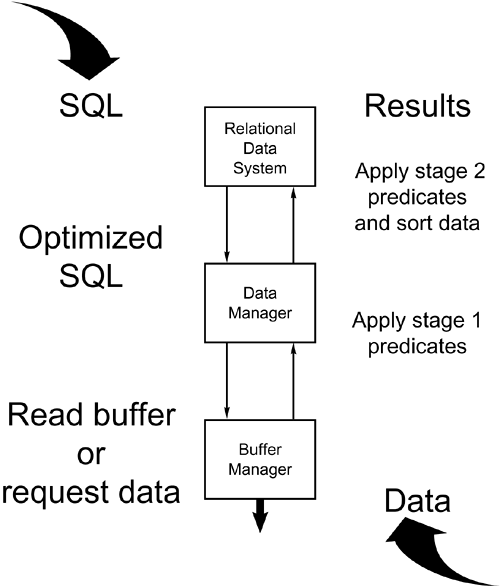 SQL
Relational
Data
System
Results
Apply stage 2
predicates
and sort data
Optimized
SQL
Data
Manager
Apply stage 1
predicates
Read buffer
or
request data
Buffer
Manager
Data